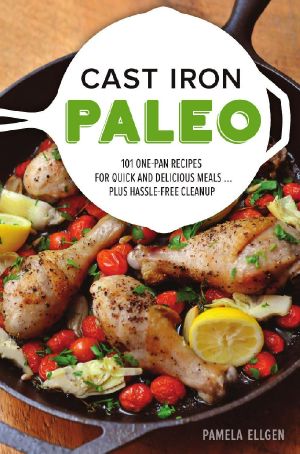 CAST IRON
PALEO
101 ONE-PAN RECIPES
FOR QUICK AND DELICIOUS MEALS ...
PLUS HASSLE-FREE CLEANUP
PAMELA ELLGEN